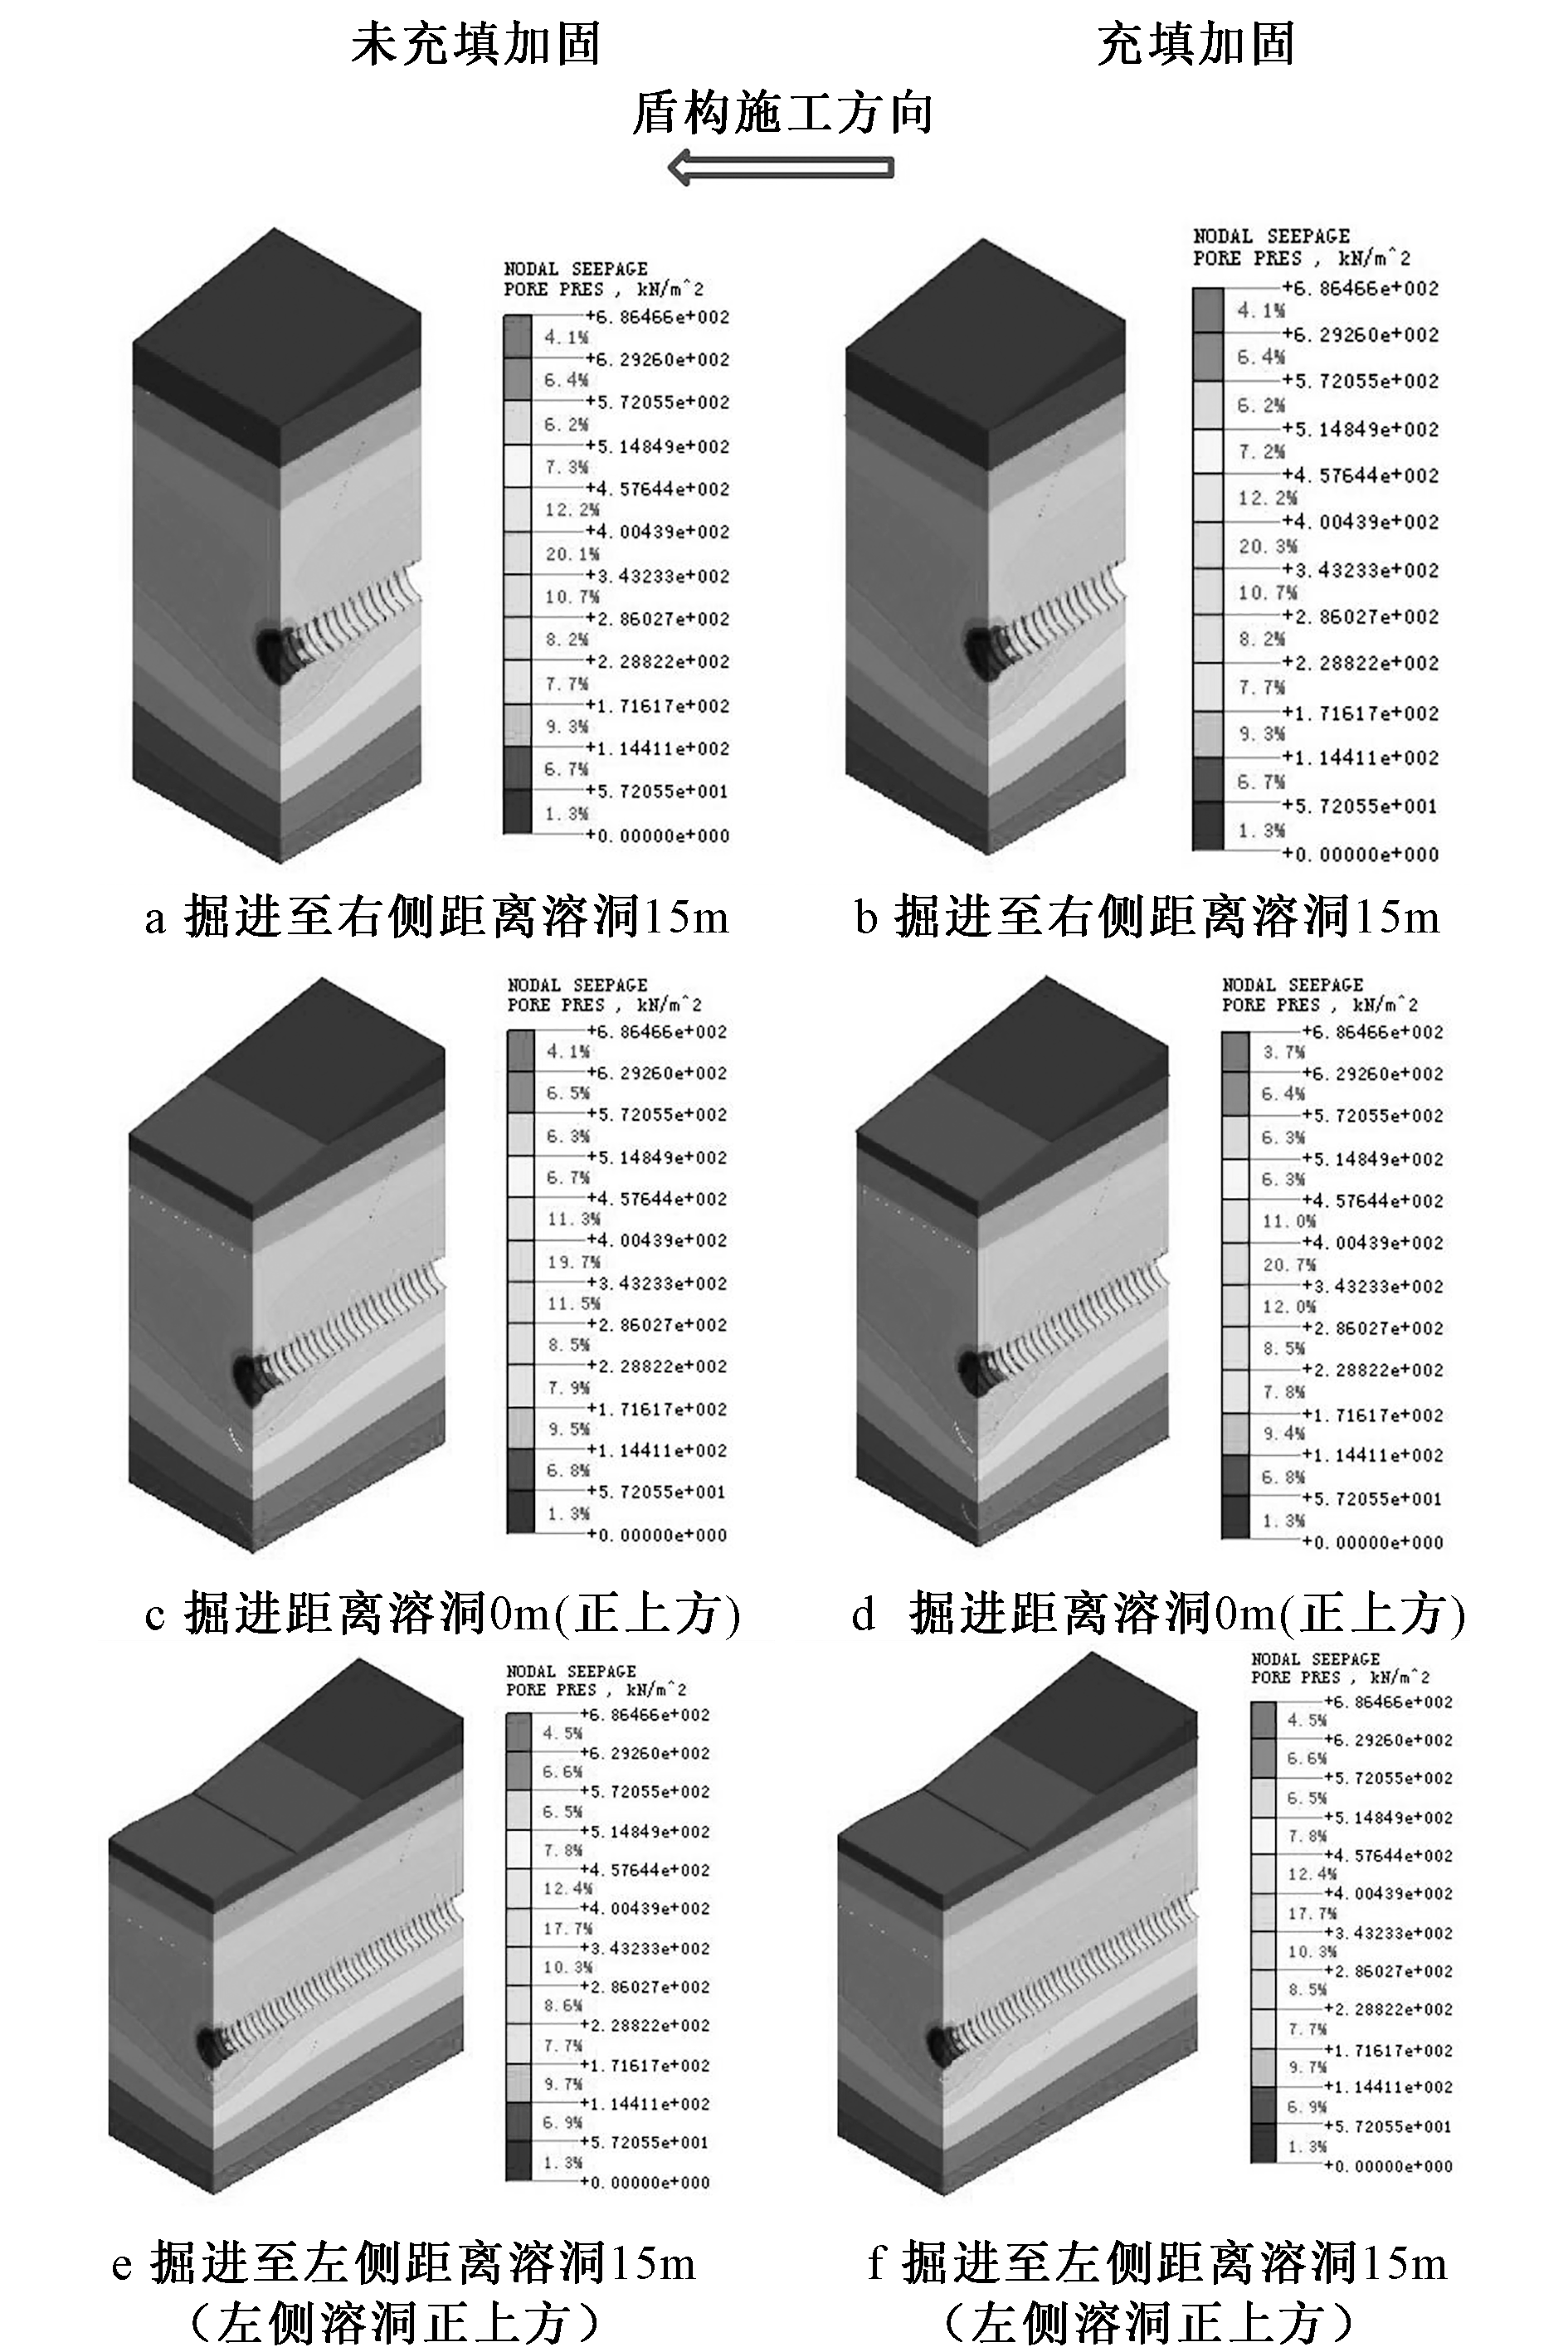 未充填加固 充填加固
盾构施工方向
NODAL SEEPAGE
PORE PRES , kN/m^2
+6.86466e+002
4.1%
+6.29260e+002
6.4%
+5.72055e+002
6.2%
+5.14849e+002
7.3%
+4.57644e+002
12.2%
+4.00439e+002
20.1%
+3.43233e+002
10.7%
+2.86027e+002
8.2%
+2.28822e+002
7.7%
+1.71617e+002
9.3%
+1.14411e+002
6.7%
+5.72055e+001
1.3%
+0.00000e+000
NODAL SEEPAGE
PORE PRES , kN/m^2
+6.86466e+002
4.1%
+6.29260e+002
6.4%
+5.72055e+002
6.2%
+5.14849e+002
7.2%
+4.57644e+002
12.2%
+4.00439e+002
20.3%
+3.43233e+002
10.7%
+2.86027e+002
8.2%
+2.28822e+002
7.7%
+1.71617e+002
9.3%
+1.14411e+002
6.7%
+5.72055e+001
1.3%
+0.00000e+000
a 掘进至右侧距离溶洞15m
b 掘进至右侧距离溶洞15m
NODAL SEEPAGE
PORE PRES , kN/m^2
+6.86466e+002
4.1%
+6.29260e+002
6.5%
+5.72055e+002
6.3%
+5.14849e+002
6.7%
+4.57644e+002
11.3%
+4.00439e+002
19.7%
+3.43233e+002
11.5%
+2.86027e+002
8.5%
+2.28822e+002
7.9%
+1.71617e+002
9.5%
+1.14411e+002
6.8%
+5.72055e+001
1.3%
+0.00000e+000
NODAL SEEPAGE
PORE PRES , kN/m^2
+6.86466e+002
3.7%
+6.29260e+002
6.4%
+5.72055e+002
6.3%
+5.14849e+002
6.3%
+4.57644e+002
11.0%
+4.00439e+002
20.7%
+3.43233e+002
12.0%
+2.86027e+002
8.5%
+2.28822e+002
7.8%
+1.71617e+002
9.4%
+1.14411e+002
6.8%
+5.72055e+001
1.3%
+0.00000e+000
c 掘进距离溶洞0m(正上方)
d 掘进距离溶洞0m(正上方)
NODAL SEEPAGE
PORE PRES , kN/m^2
+6.86466e+002
4.5%
+6.29260e+002
6.6%
+5.72055e+002
6.5%
+5.14849e+002
7.8%
+4.57644e+002
12.4%
+4.00439e+002
17.7%
+3.43233e+002
10.3%
+2.86027e+002
8.6%
+2.28822e+002
7.7%
+1.71617e+002
9.7%
+1.14411e+002
6.9%
+5.72055e+001
1.3%
+0.00000e+000
NODAL SEEPAGE
PORE PRES , kN/m^2
+6.86466e+002
4.5%
+6.29260e+002
6.6%
+5.72055e+002
6.5%
+5.14849e+002
7.8%
+4.57644e+002
12.4%
+4.00439e+002
17.7%
+3.43233e+002
10.3%
+2.86027e+002
8.5%
+2.28822e+002
7.7%
+1.71617e+002
9.7%
+1.14411e+002
6.9%
+5.72055e+001
1.3%
+0.00000e+000
e 掘进至左侧距离溶洞15m
（左侧溶洞正上方）
f 掘进至左侧距离溶洞15m
（左侧溶洞正上方）